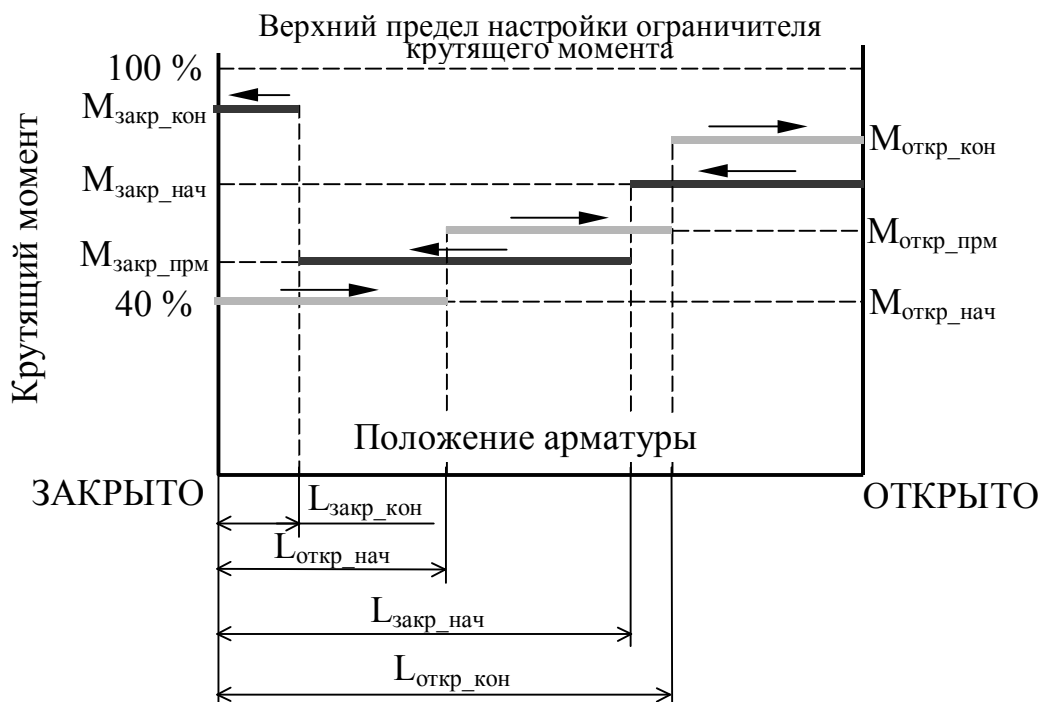 Верхний предел настройки ограничителя
крутящего момента
100 %
Mзакр_кон
Mоткр_кон
Mзакр_нач
Mоткр_прм
Mзакр_прм
40 %
Mоткр_нач
Крутящий момент
Положение арматуры
ЗАКРЫТО
ОТКРЫТО
Lзакр_кон
Lоткр_нач
Lзакр_нач
Lоткр_кон